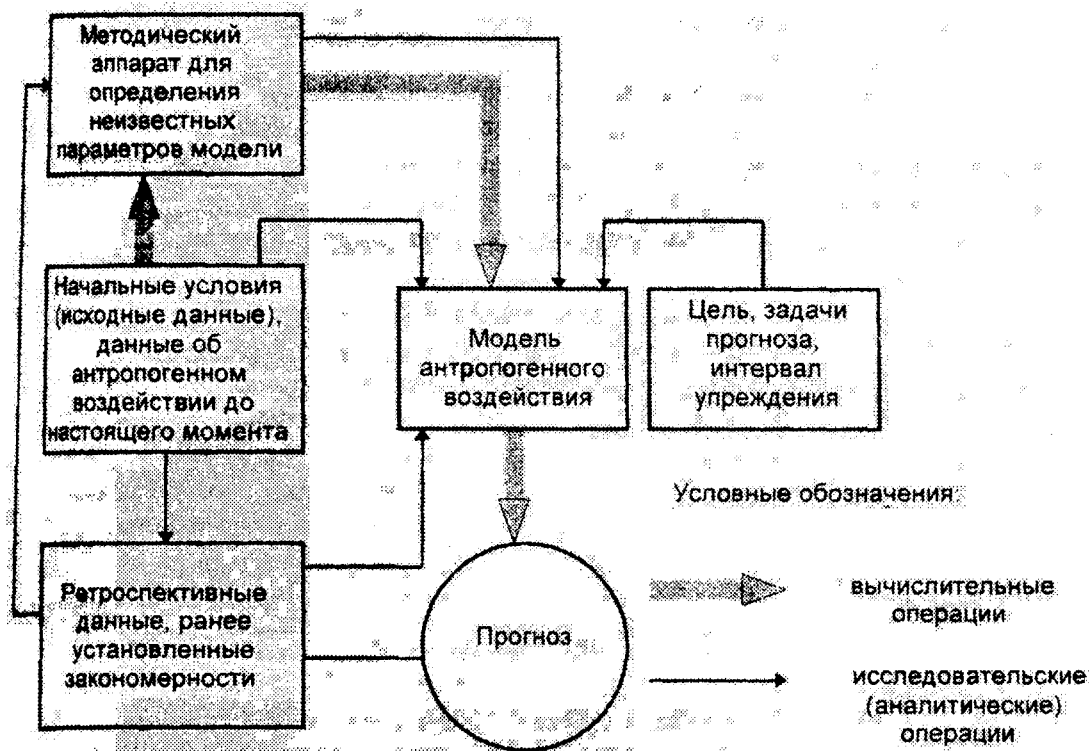 Методический
аппарат для
определения
неизвестных
параметров модели
Начальные условия
(исходные данные),
данные об
антропогенном
воздействии до
настоящего момента
Модель
антропогенного
воздействия
Цель, задачи
прогноза,
интервал
упреждения
Ретроспективные
данные, ранее
установленные
закономерности
Прогноз
Условные обозначения:
вычислительные
операции
исследовательские
(аналитические)
операции